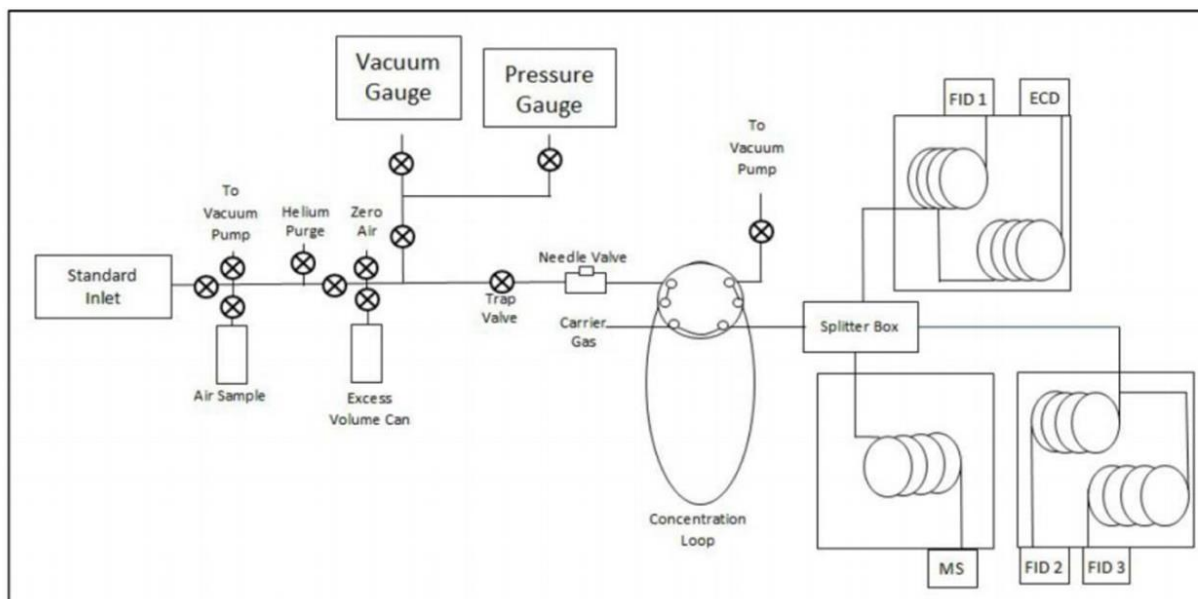 Vacuum
Gauge
Pressure
Gauge
FID 1
ECD
To
Vacuum
Pump
To
Vacuum
Pump
Helium
Purge
Zero
Air
Standard
Inlet
Needle Valve
Trap
Valve
Carrier
Gas
Splitter Box
Air Sample
Excess
Volume Can
Concentration
Loop
MS
FID 2
FID 3